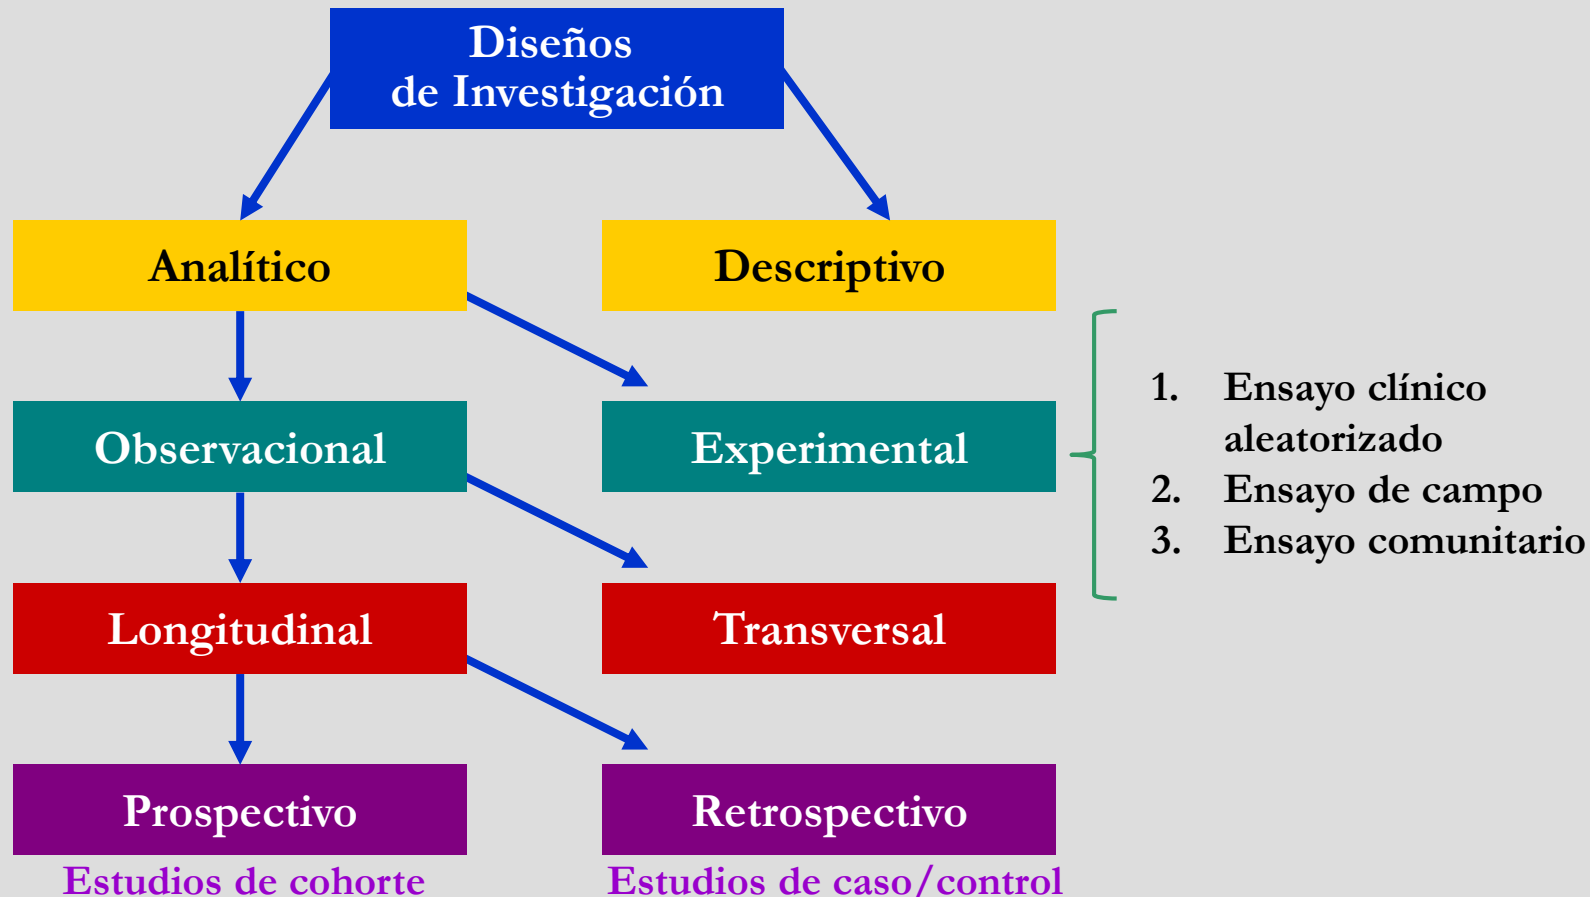 Diseños
de Investigación
Analítico
Descriptivo
Observacional
Experimental
1. Ensayo clínico
aleatorizado
2. Ensayo de campo
3. Ensayo comunitario
Longitudinal
Transversal
Prospectivo
Retrospectivo
Estudios de cohorte
Estudios de caso/control